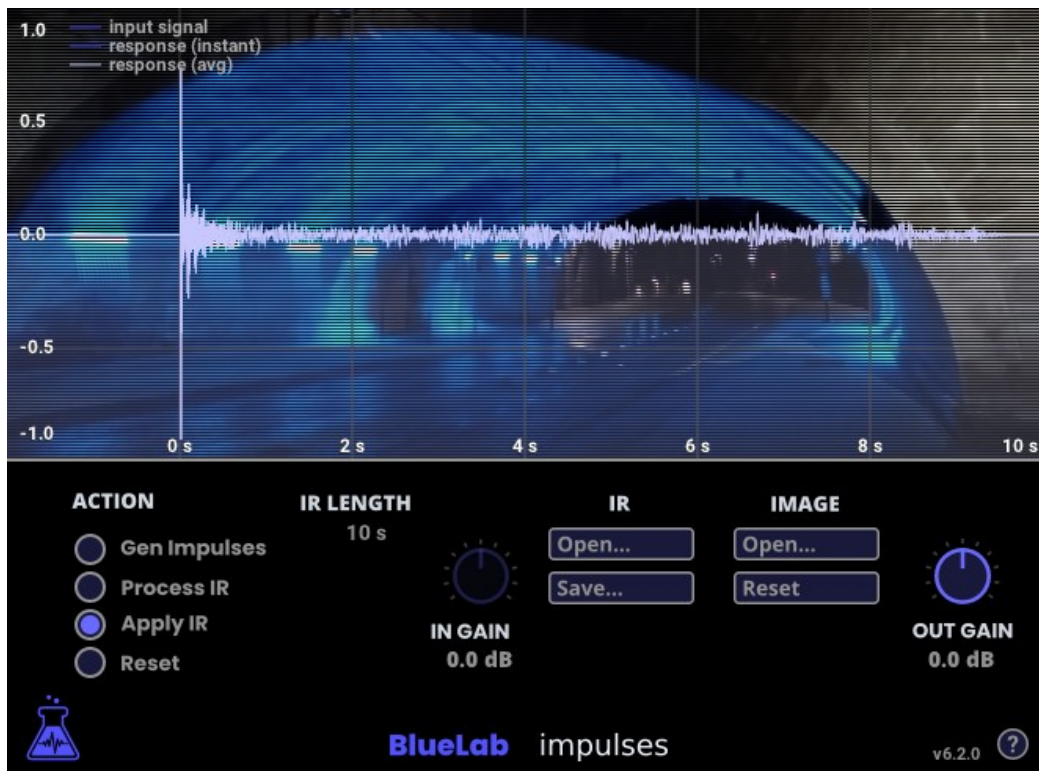 1.0
input signal
response (instant)
response (avg)
0.5
0.0
-0.5
-1.0
0 s
2 s
4 s
6 s
8 s
10 s
ACTION
Gen Impulses
Process IR
Apply IR
Reset
IR LENGTH
10 s
IN GAIN
0.0 dB
IR
Open...
Save...
IMAGE
Open...
Reset
OUT GAIN
0.0 dB
BlueLab impulses
v6.2.0 ?